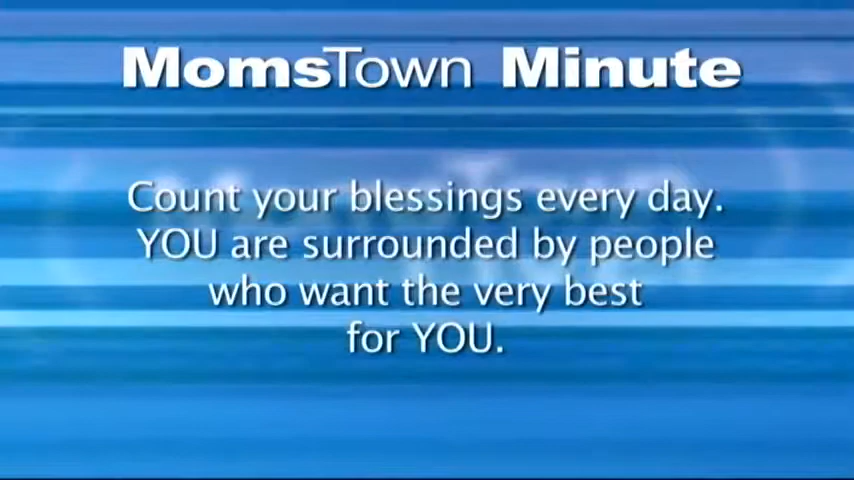 MomsTown Minute
Count your blessings every day.
YOU are surrounded by people
who want the very best
for YOU.